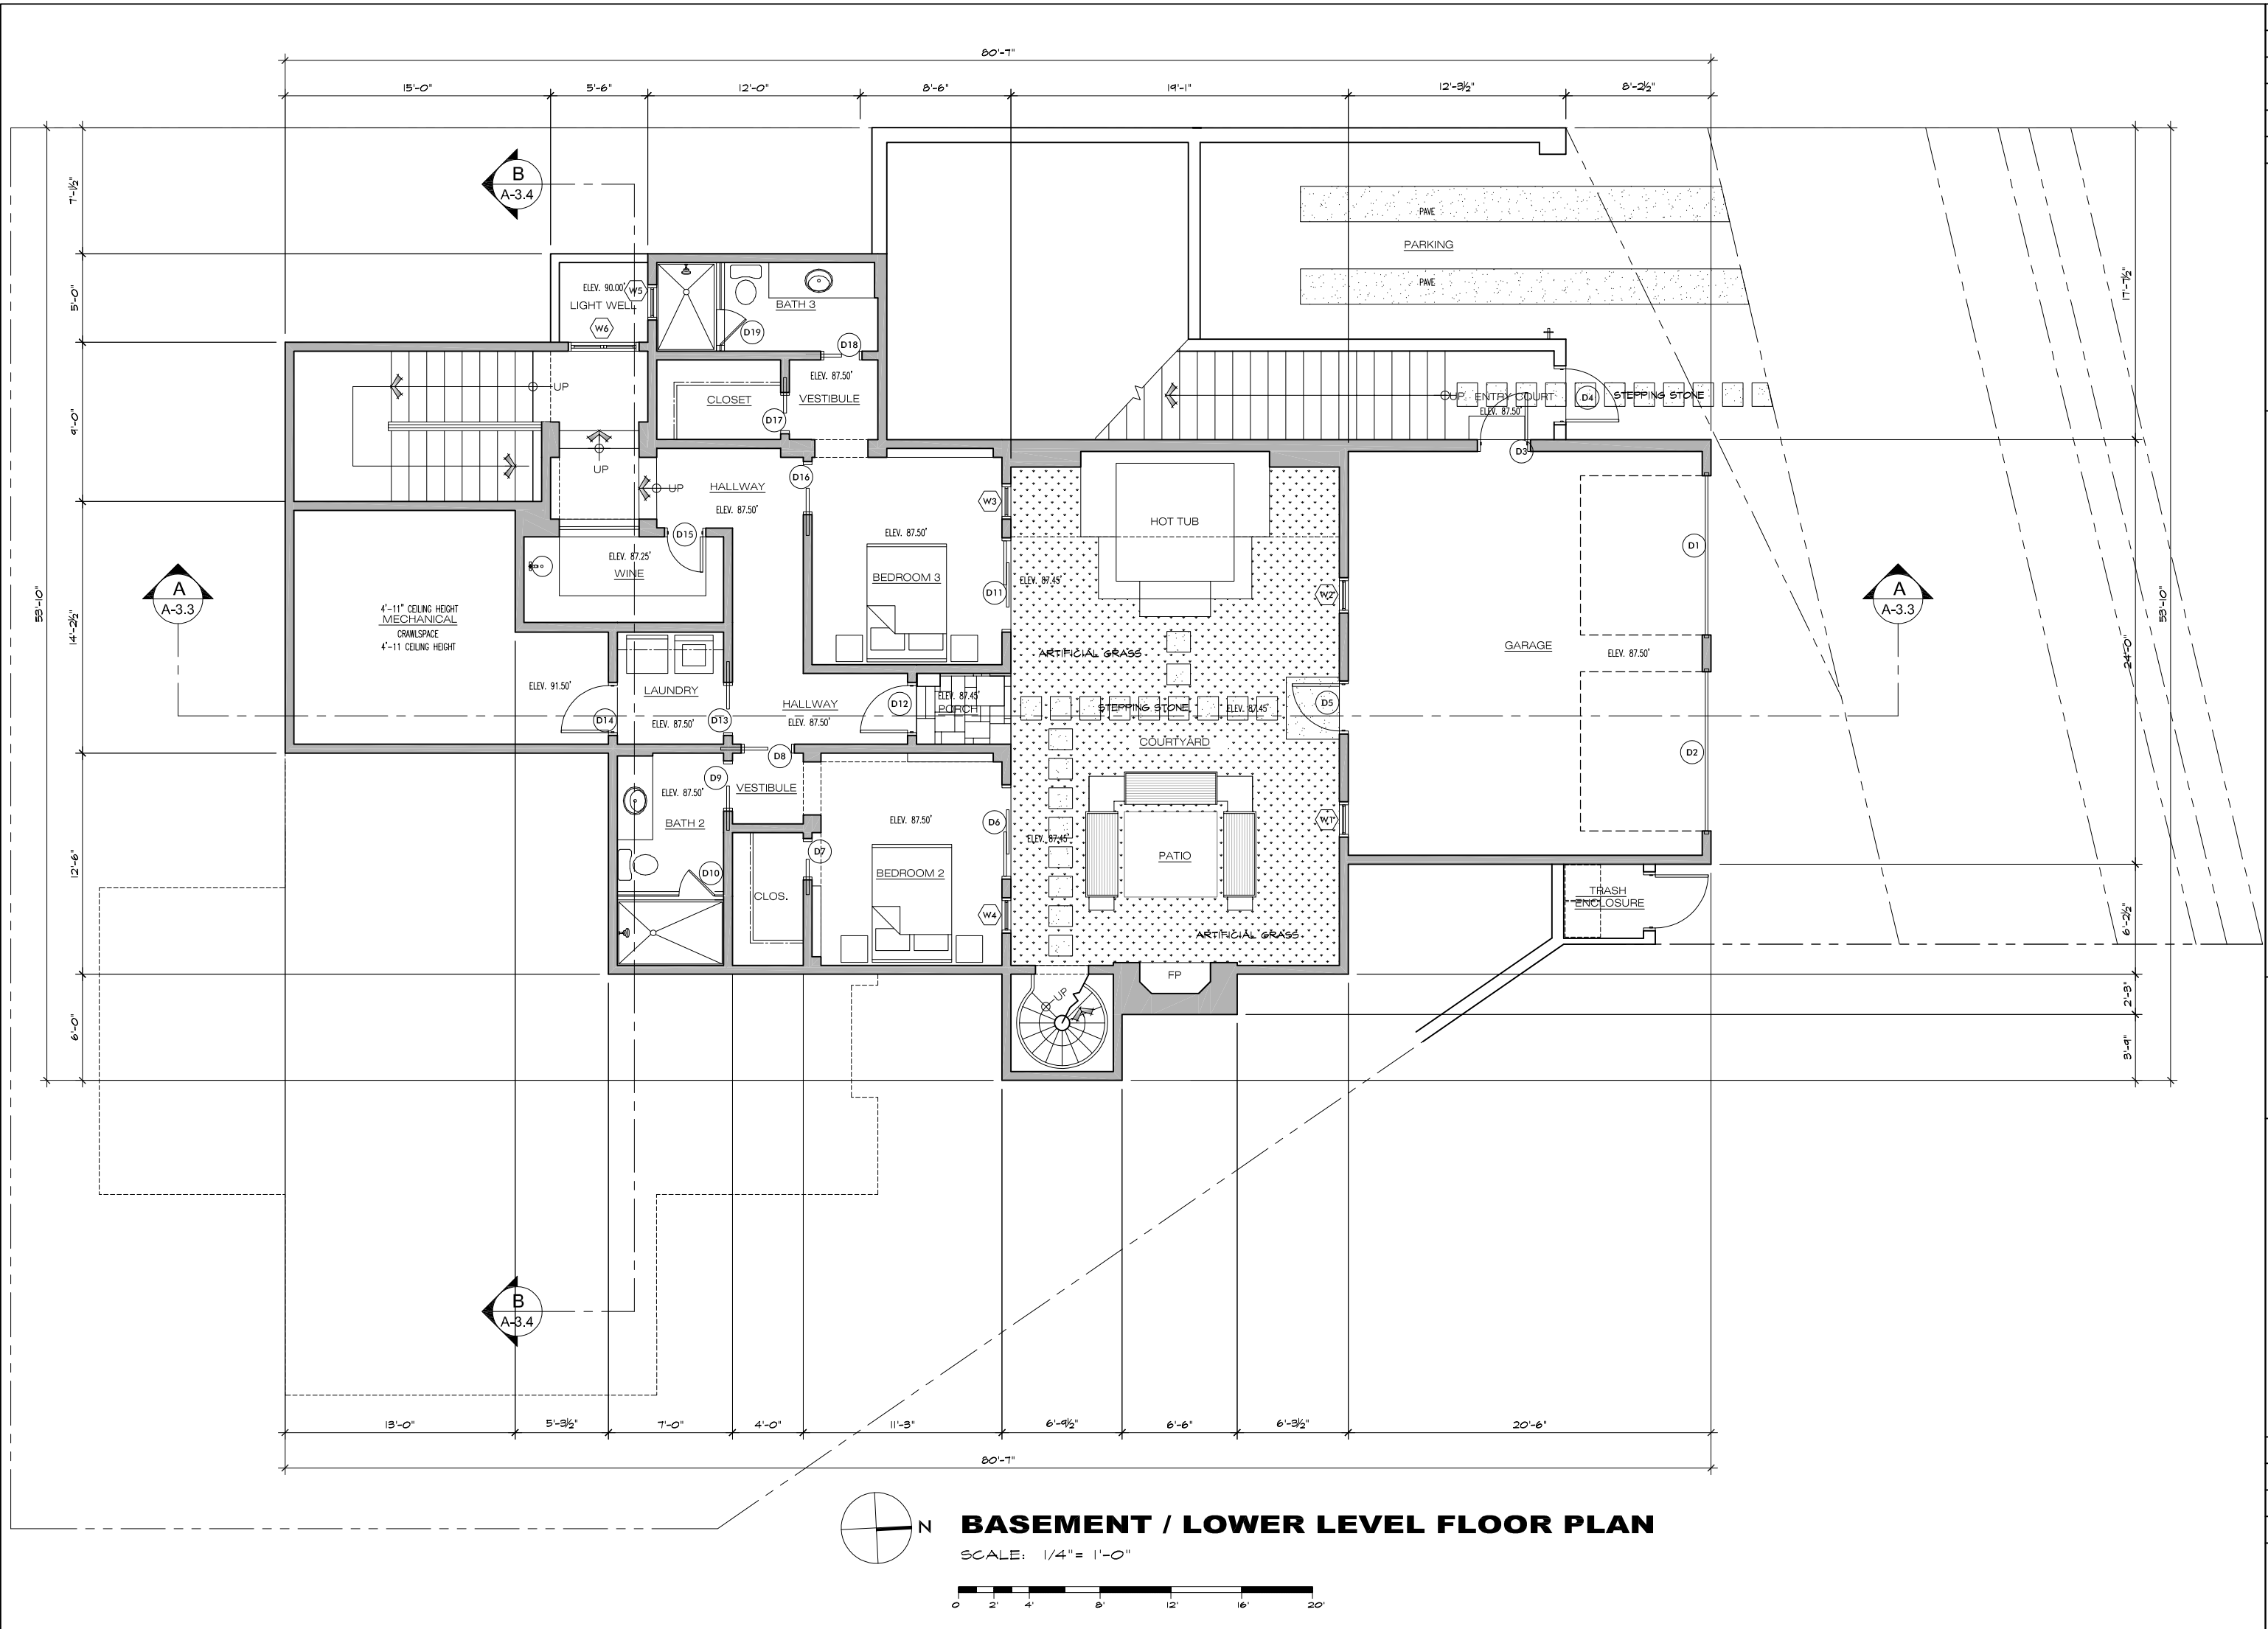 80'-7"
15'-0" 5'-6" 12'-0" 8'-6" 19'-1" 12'-3½" 8'-2½"
7'-1½"
5'-0"
9'-0"
14'-2½"
12'-6"
6'-0"
53'-10"
17'-7½"
24'-0"
6'-2½"
2'-3"
3'-9"
53'-10"
B
A-3.4
PAVE
PARKING
PAVE
ELEV. 90.00'
LIGHT WELL
W5
W6
BATH 3
D19
D18
ELEV. 87.50'
CLOSET
VESTIBULE
D17
UP
UP
UP
UP
ENTRY COURT
ELEV. 87.50'
D4
STEPPING STONE
D3
HALLWAY
ELEV. 87.50'
D16
D15
ELEV. 87.25'
WINE
W3
ELEV. 87.50'
BEDROOM 3
D11
HOT TUB
ELEV. 87.45'
W2
D1
A
A-3.3
A
A-3.3
4'-11" CEILING HEIGHT
MECHANICAL
CRAWLSPACE
4'-11 CEILING HEIGHT
ARTIFICIAL GRASS
GARAGE
ELEV. 87.50'
ELEV. 91.50'
LAUNDRY
ELEV. 87.50'
D14
D13
HALLWAY
ELEV. 87.50'
D12
ELEV. 87.45'
PORCH
STEPPING STONE
ELEV. 87.45'
D5
COURTYARD
D2
D8
D9
VESTIBULE
ELEV. 87.50'
BATH 2
D10
D7
CLOS.
ELEV. 87.50'
BEDROOM 2
D6
W4
ELEV. 87.45'
PATIO
W1
ARTIFICIAL GRASS
FP
UP
TRASH
ENCLOSURE
B
A-3.4
13'-0" 5'-3½" 7'-0" 4'-0" 11'-3" 6'-9½" 6'-6" 6'-3½" 20'-6"
80'-7"
N
BASEMENT / LOWER LEVEL FLOOR PLAN
SCALE: 1/4"= 1'-0"
0 2' 4' 8' 12' 16' 20'